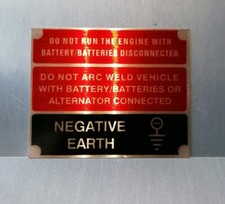 DO NOT RUN THE ENGINE WITH
BATTERY/BATTERIES DISCONNECTED
DO NOT ARC WELD VEHICLE
WITH BATTERY/BATTERIES OR
ALTERNATOR CONNECTED
NEGATIVE
EARTH